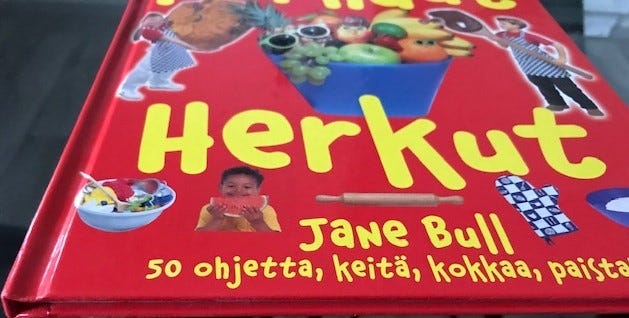 Herkut
Jane Bull
50 ohjetta, keitä, kokkaa, paista